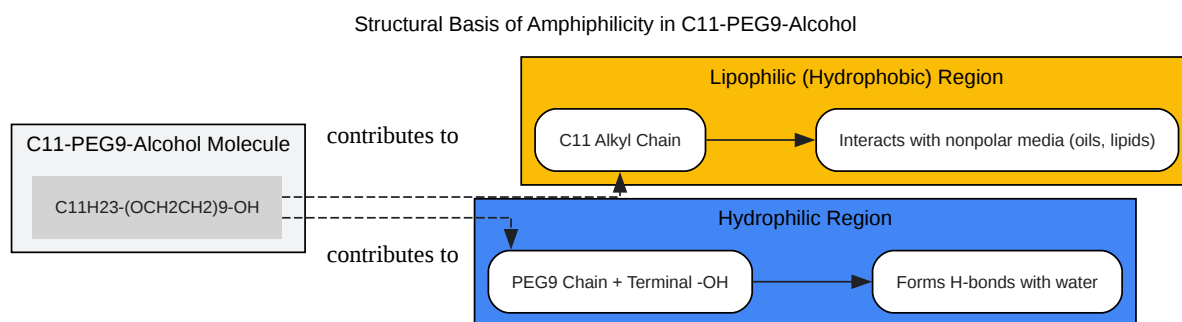 Structural Basis of Amphiphilicity in C11-PEG9-Alcohol
Lipophilic (Hydrophobic) Region
C11 Alkyl Chain
Interacts with nonpolar media (oils, lipids)
contributes to
C11-PEG9-Alcohol Molecule
C11H23-(OCH2CH2)9-OH
contributes to
Hydrophilic Region
PEG9 Chain + Terminal -OH
Forms H-bonds with water